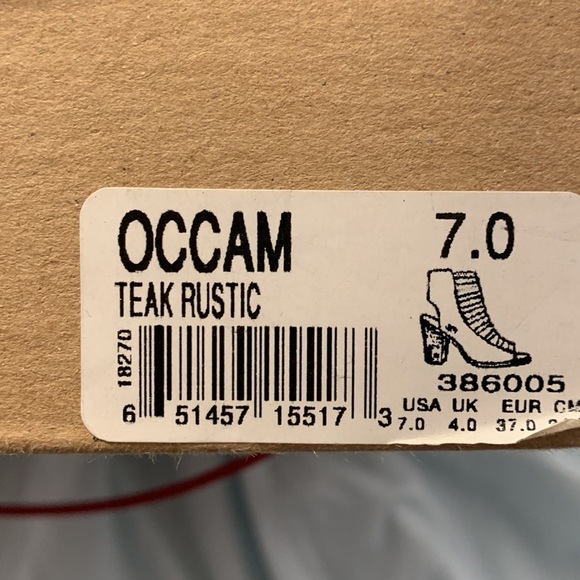 OCCAM 7.0
TEAK RUSTIC
18270
386005
6 51457 15517 3
USA UK EUR CM
7.0 4.0 37.0